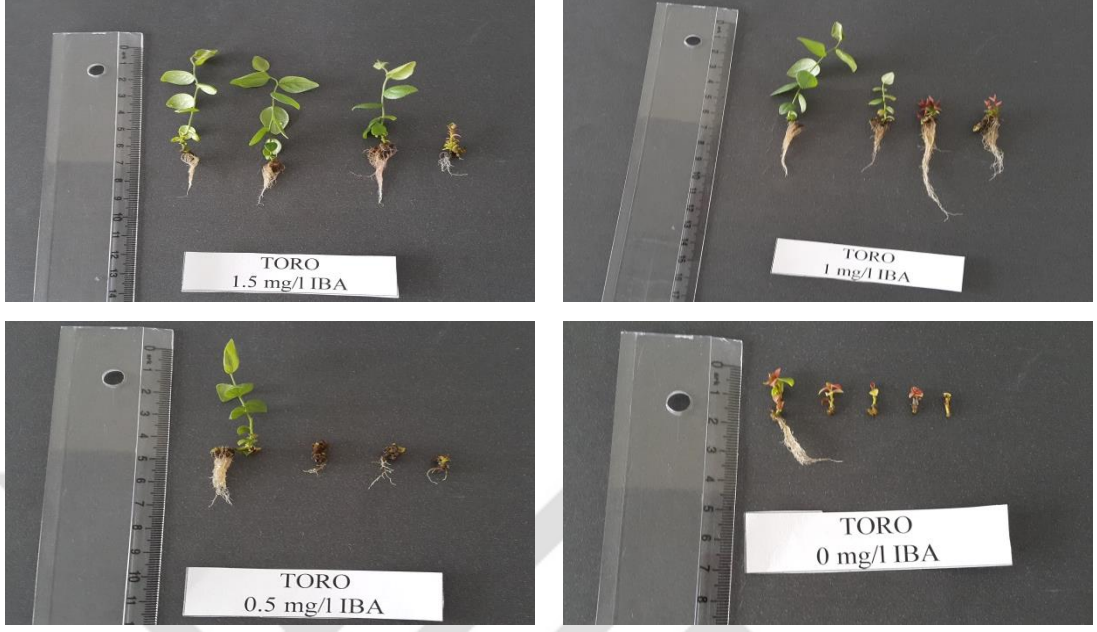 TORO
1.5 mg/l IBA
TORO
1 mg/l IBA
TORO
0.5 mg/l IBA
TORO
0 mg/l IBA